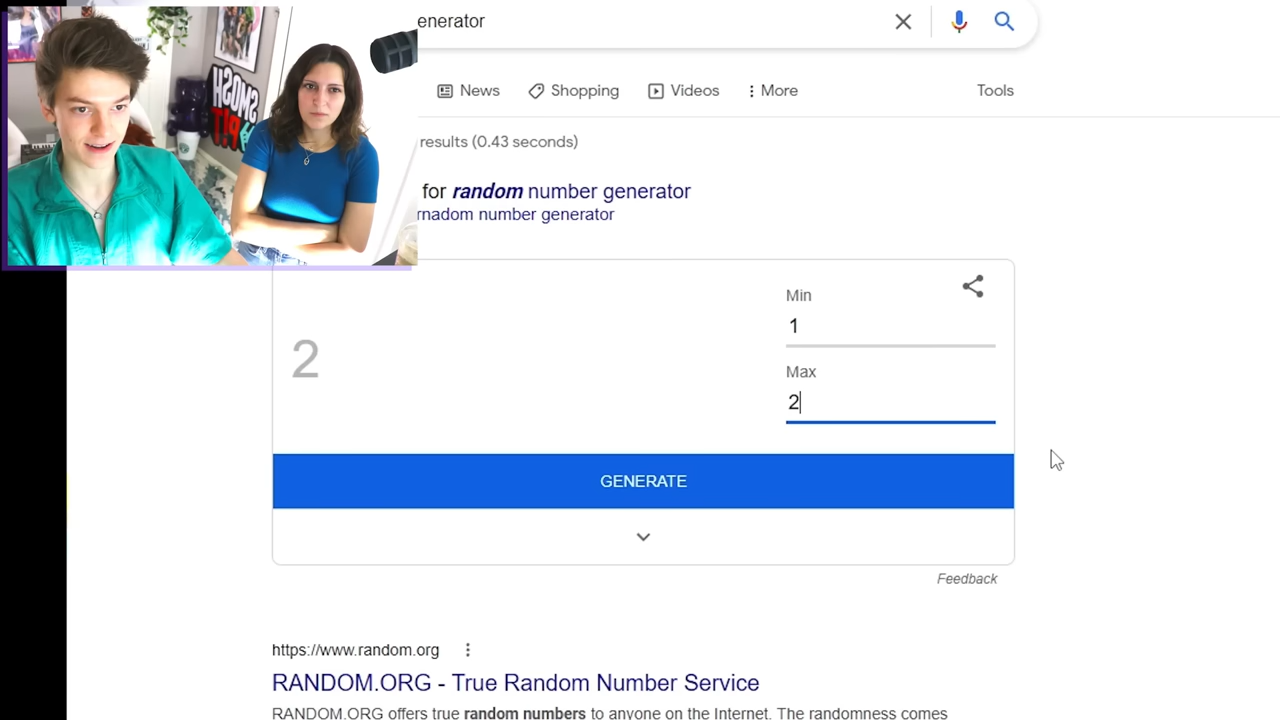 enerator
News
Shopping
Videos
More
Tools
results (0.43 seconds)
for random number generator
rnadom number generator
SMOSH
PIT
Min
1
2
Max
2
GENERATE
Feedback
https://www.random.org
RANDOM.ORG - True Random Number Service
RANDOM.ORG offers true random numbers to anyone on the Internet. The randomness comes